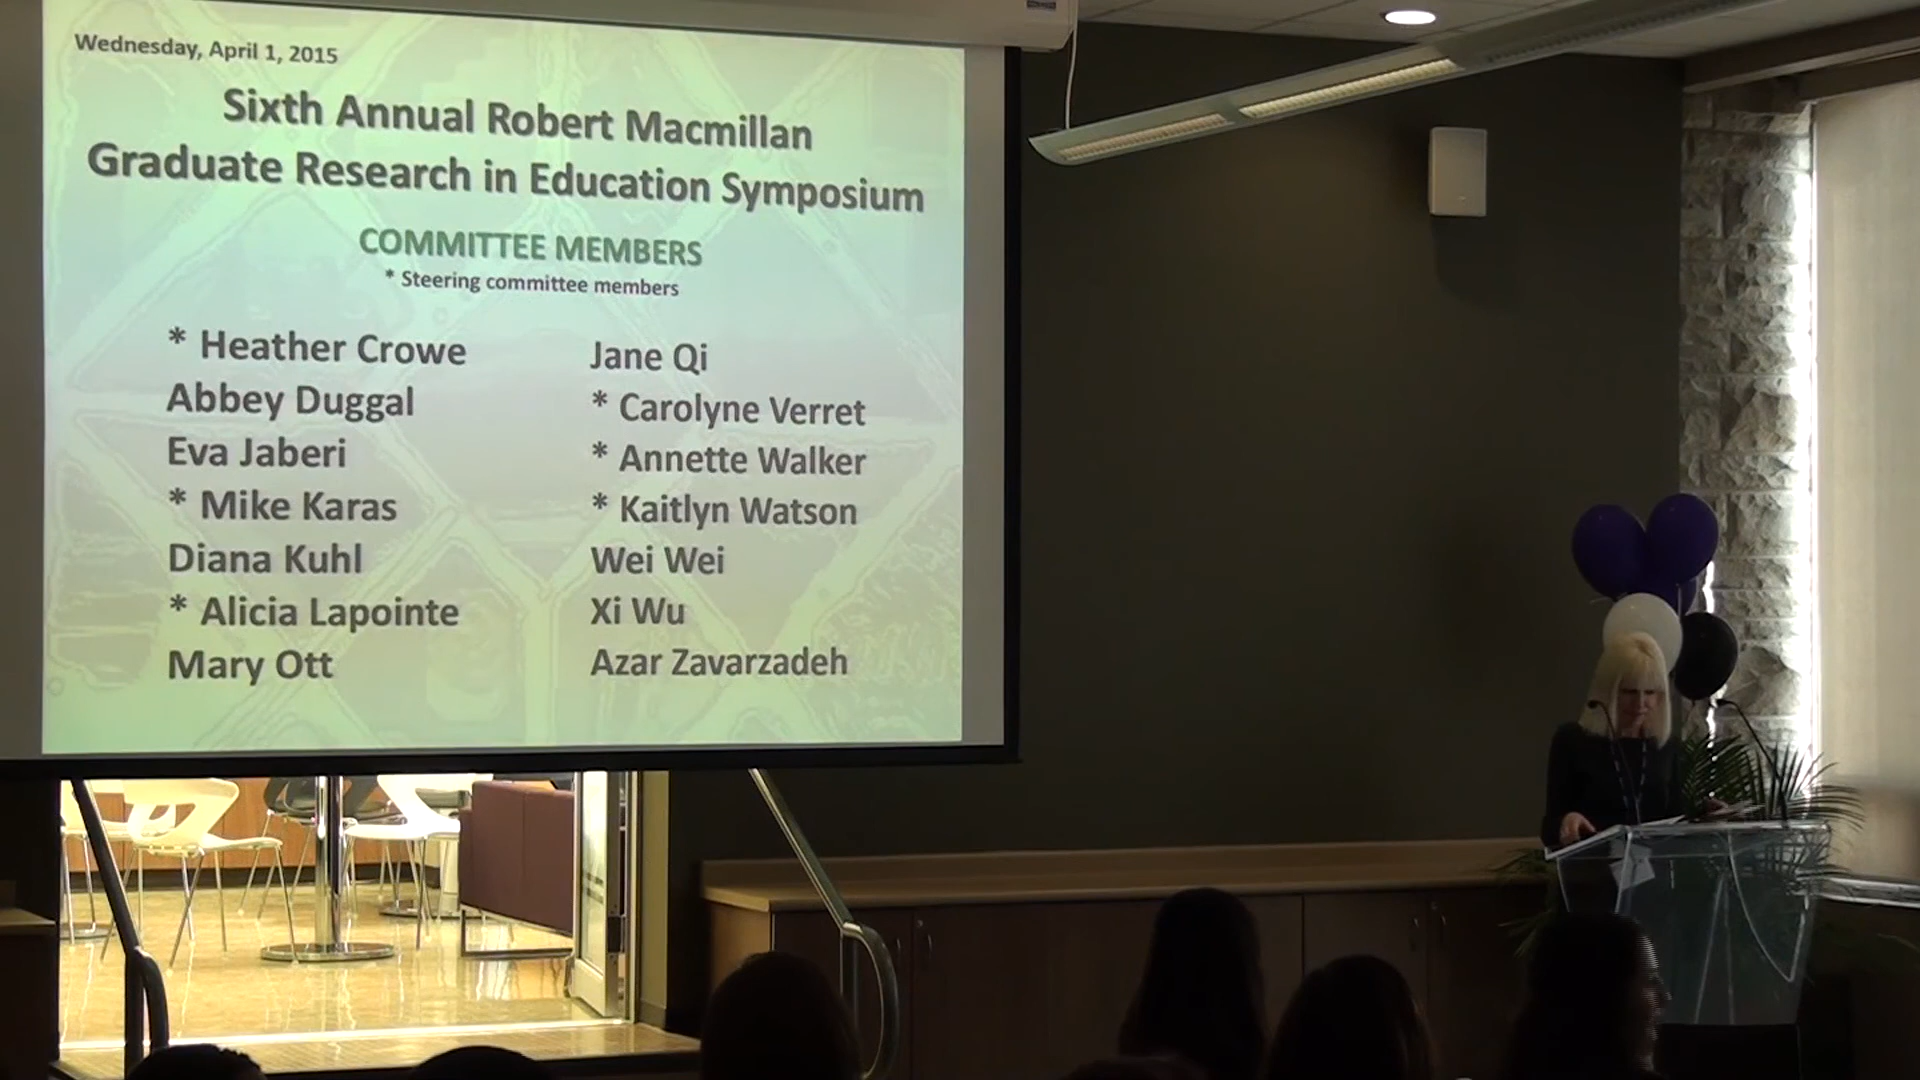 Wednesday, April 1, 2015
Sixth Annual Robert Macmillan
Graduate Research in Education Symposium
COMMITTEE MEMBERS
* Steering committee members
* Heather Crowe
Abbey Duggal
Eva Jaberi
* Mike Karas
Diana Kuhl
* Alicia Lapointe
Mary Ott
Jane Qi
* Carolyne Verret
* Annette Walker
* Kaitlyn Watson
Wei Wei
Xi Wu
Azar Zavarzadeh